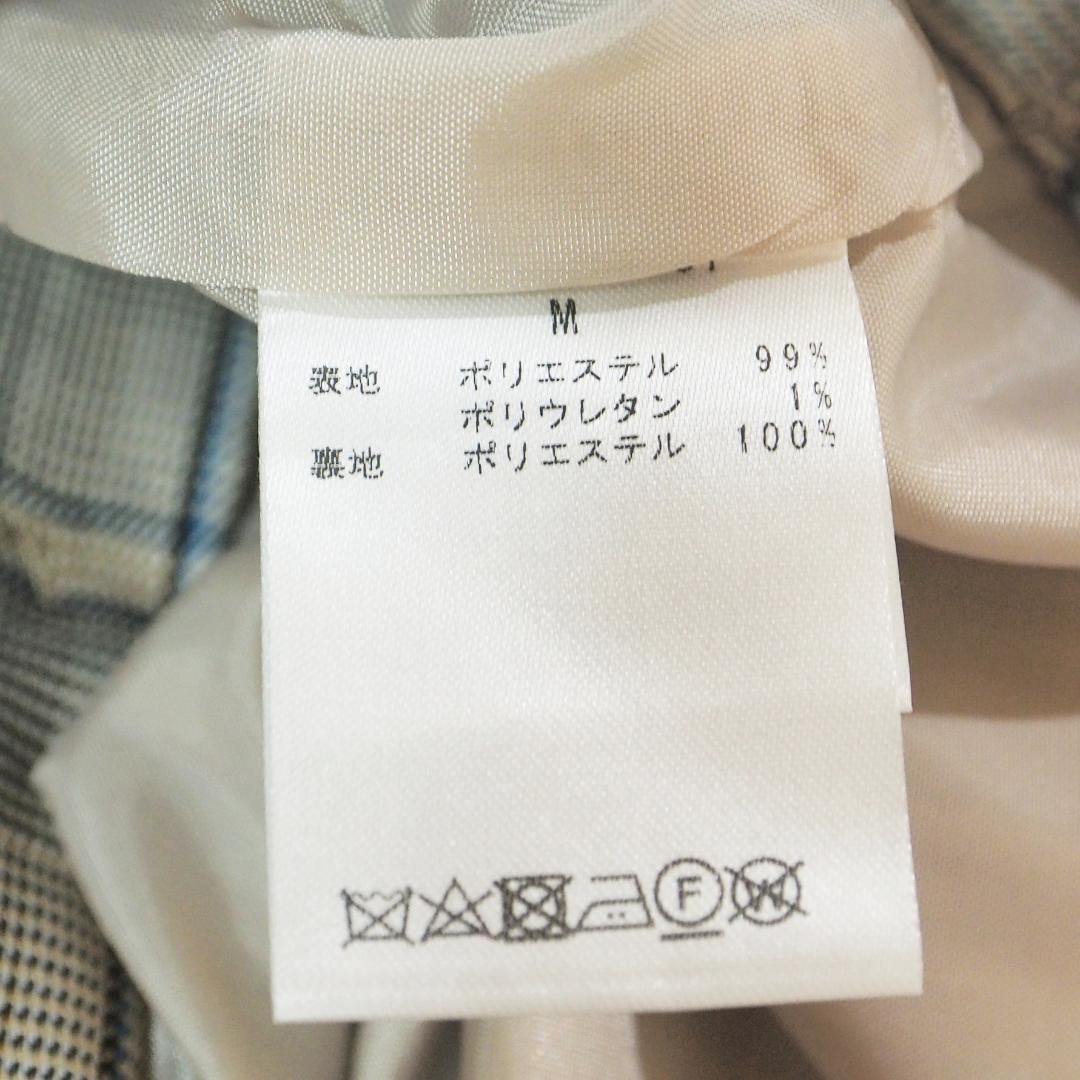 M
表地 ポリエステル 99%
ポリウレタン 1%
裏地 ポリエステル 100%
F W